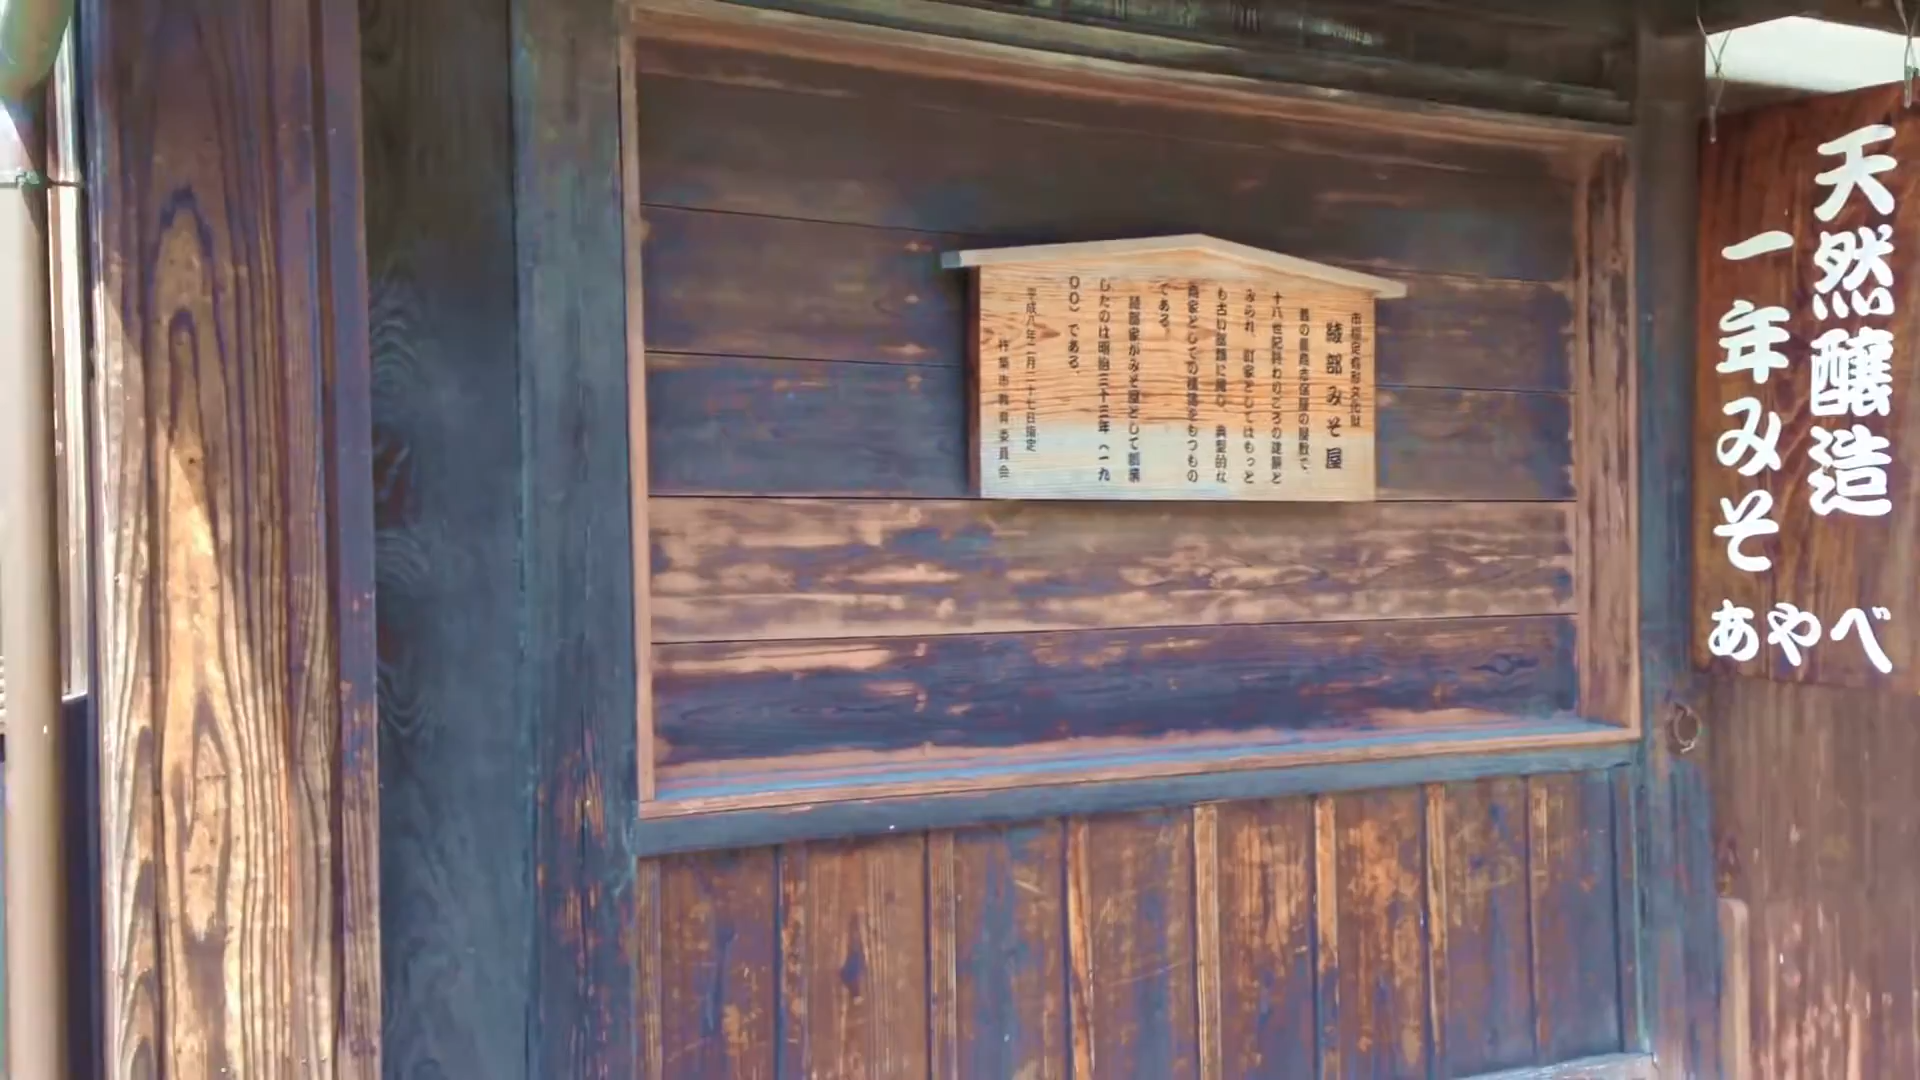 天然醸造
一年みそ
あやべ
市指定有形文化財
綾部みそ屋
昔の豪商志保屋の屋敷で
十八世紀終わりごろの建築と
みられ、町家としてはもっと
も古い部類に属し、典型的な
商家としての構造をもつもの
である。
綾部家がみそ屋として創業
したのは明治三十三年（一九
〇〇）である。
平成八年二月二十七日指定
杵築市教育委員会